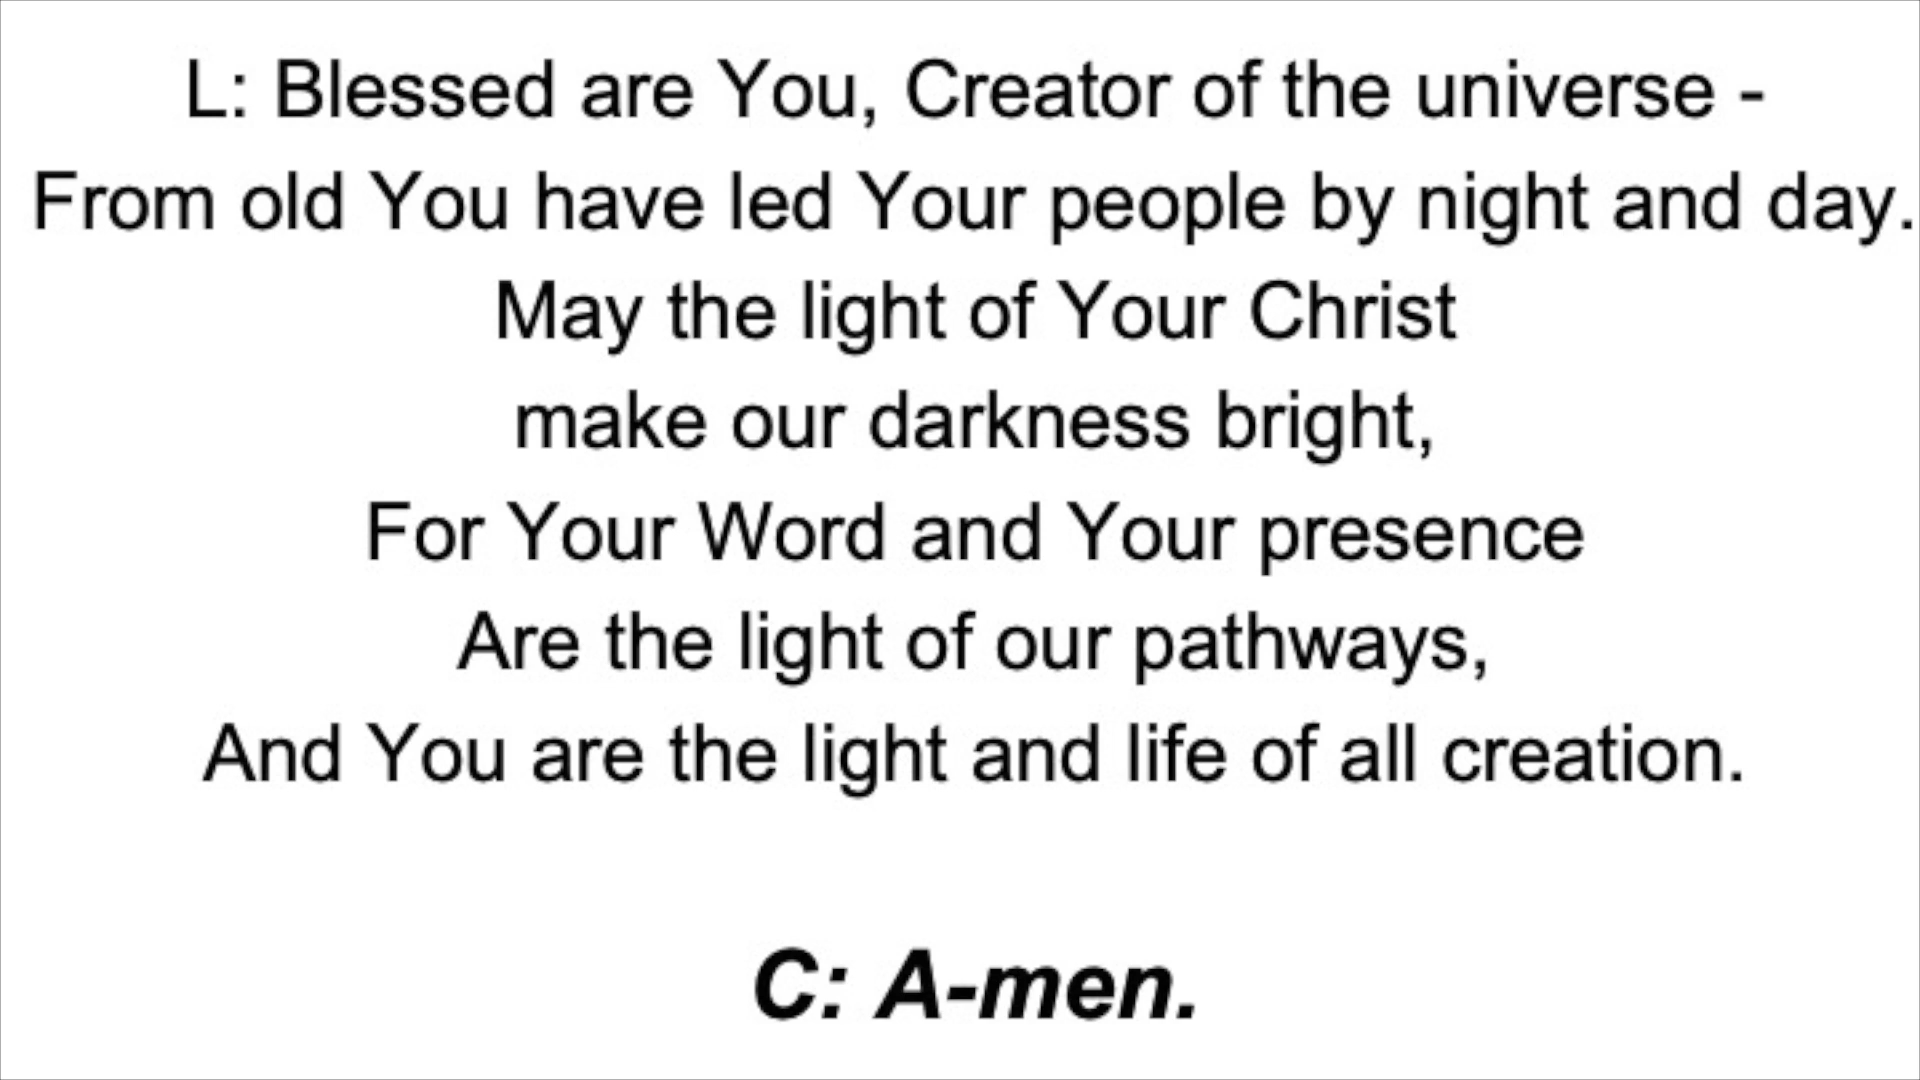 L: Blessed are You, Creator of the universe -
From old You have led Your people by night and day.
May the light of Your Christ
make our darkness bright,
For Your Word and Your presence
Are the light of our pathways,
And You are the light and life of all creation.
C: A-men.